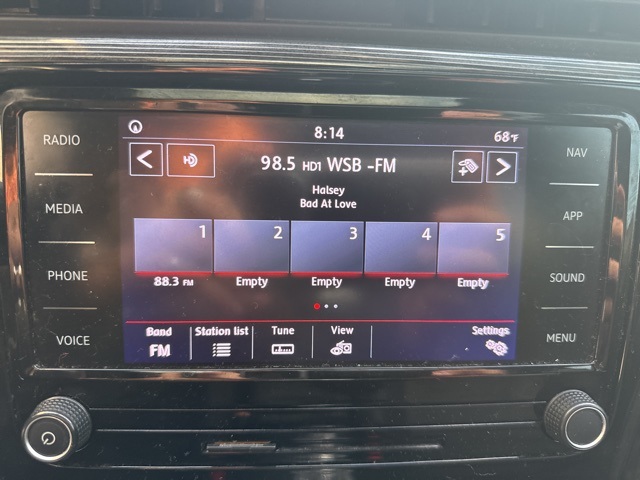 8:14
68°F
RADIO
MEDIA
PHONE
VOICE
HD
98.5 HD1 WSB -FM
Halsey
Bad At Love
1
2
3
4
5
88.3 FM
Empty
Empty
Empty
Empty
Band
FM
Station list
Tune
View
Settings
NAV
APP
SOUND
MENU